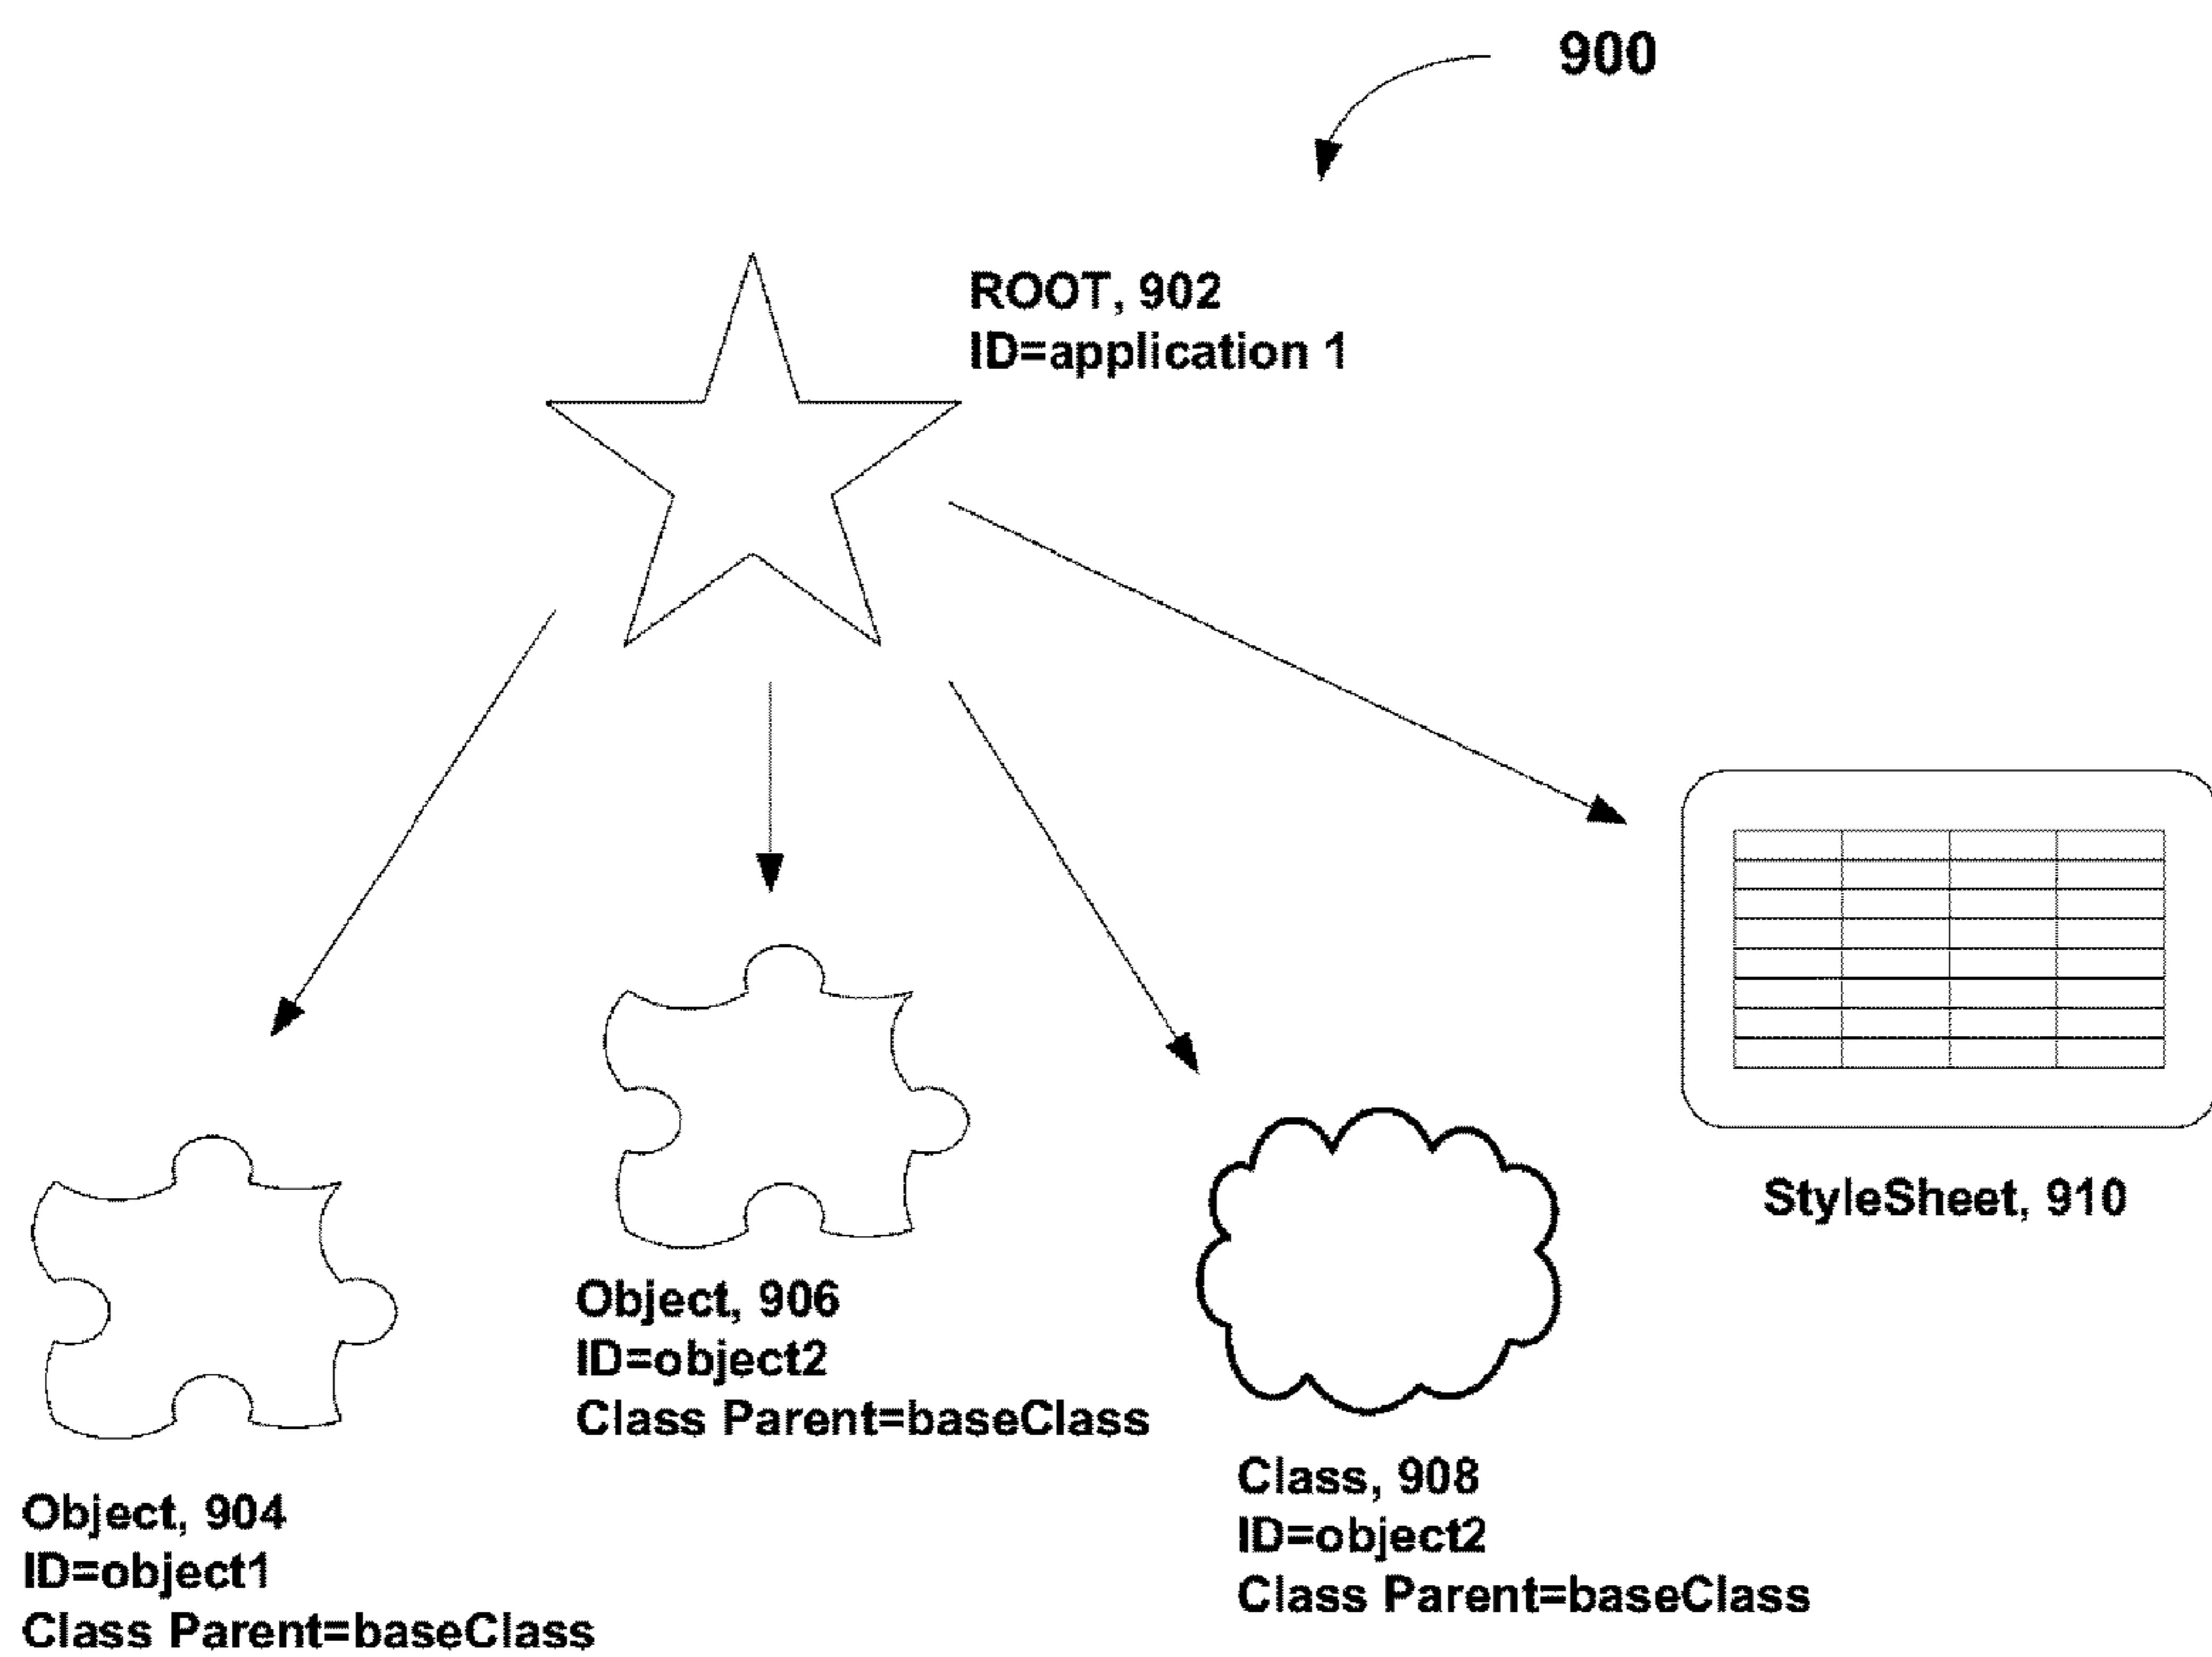 900
ROOT, 902
ID=application 1
StyleSheet, 910
Object, 906
ID=object2
Class Parent=baseClass
Class, 908
ID=object2
Class Parent=baseClass
Object, 904
ID=object1
Class Parent=baseClass